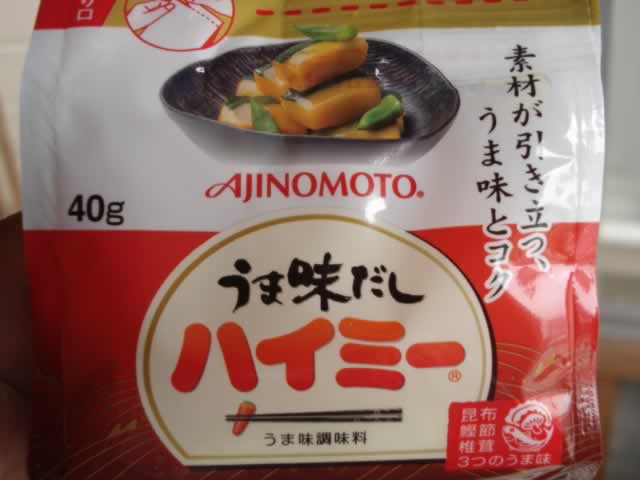 り口
素材が引き立つ、
うま味とコク
AJINOMOTO®
40g
うま味だし
ハイミー®
うま味調味料
昆布
鰹節
椎茸
3つのうま味